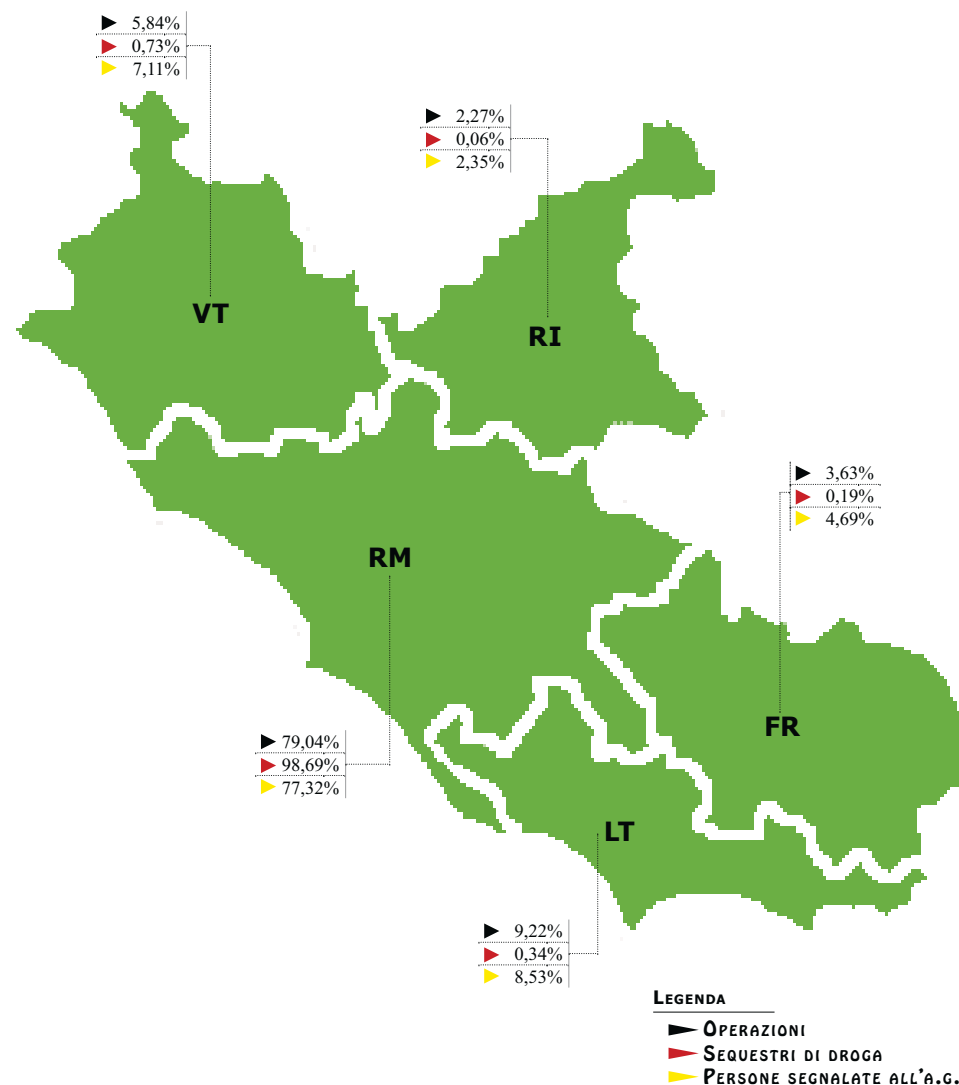 5,84%
0,73%
7,11%
2,27%
0,06%
2,35%
VT
RI
3,63%
0,19%
4,69%
RM
FR
79,04%
98,69%
77,32%
LT
9,22%
0,34%
8,53%
LEGENDA
OPERAZIONI
SEQUESTRI DI DROGA
PERSONE SEGNALATE ALL'A.G.